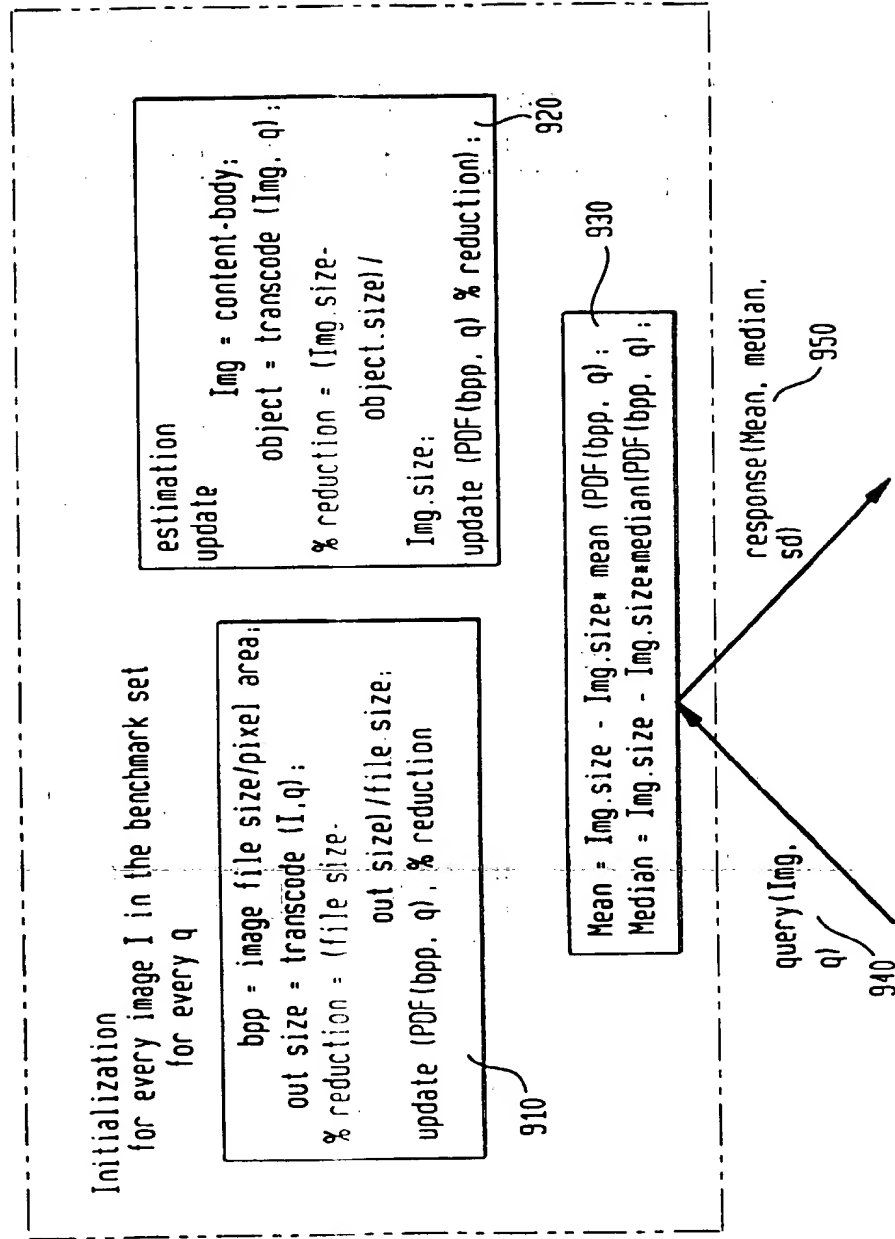 Initialization
for every image I in the benchmark set
for every q
bpp = image file size/pixel area;
out size = transcode (I,q);
% reduction = (file size-
out size)/file size;
update (PDF(bpp, q), % reduction
910
estimation
update
Img = content-body;
object = transcode (Img, q);
% reduction = (Img.size-
object.size)/
Img.size;
update (PDF(bpp, q) % reduction);
920
Mean = Img.size - Img.size* mean (PDF(bpp, q);
Median = Img.size - Img.size*median(PDF(bpp, q);
930
query(Img,
q)
940
response(Mean, median,
sd)
950